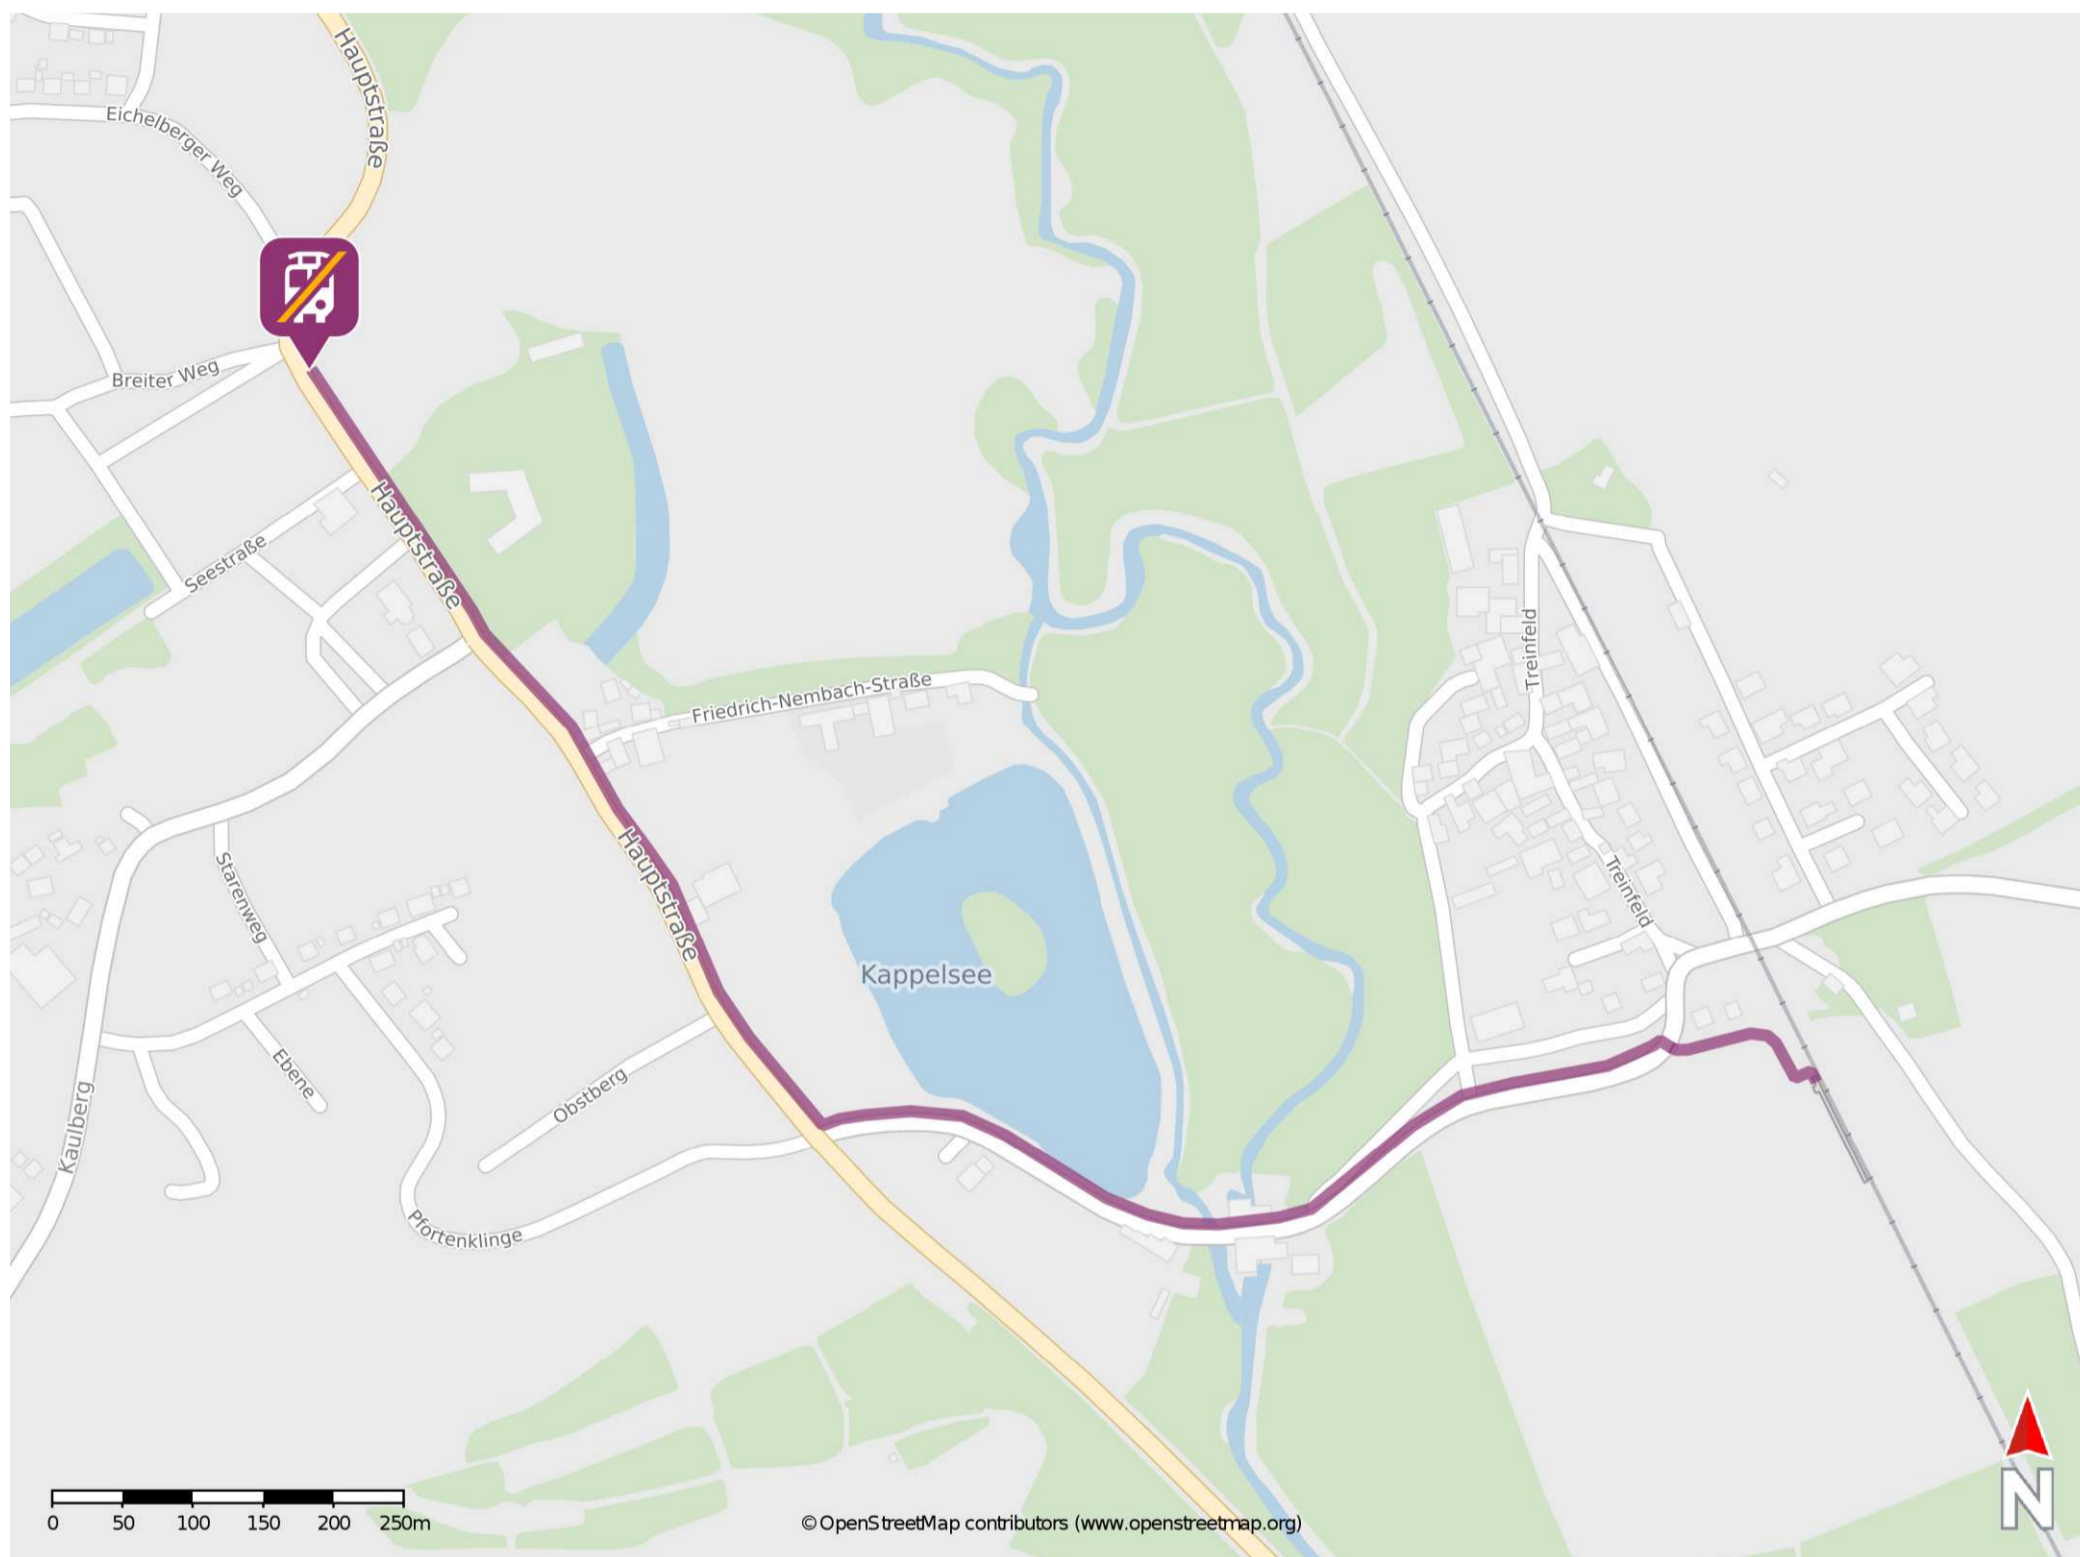 Hauptstraße
Eichelberger Weg
Breiter Weg
Hauptstraße
Seestraße
Treinfeld
Friedrich-Nembach-Straße
Hauptstraße
Starenweg
Treinfeld
Kappelsee
Ebene
Obstberg
Kaulberg
Pfortenklinge
N
0 50 100 150 200 250m
©OpenStreetMap contributors (www.openstreetmap.org)